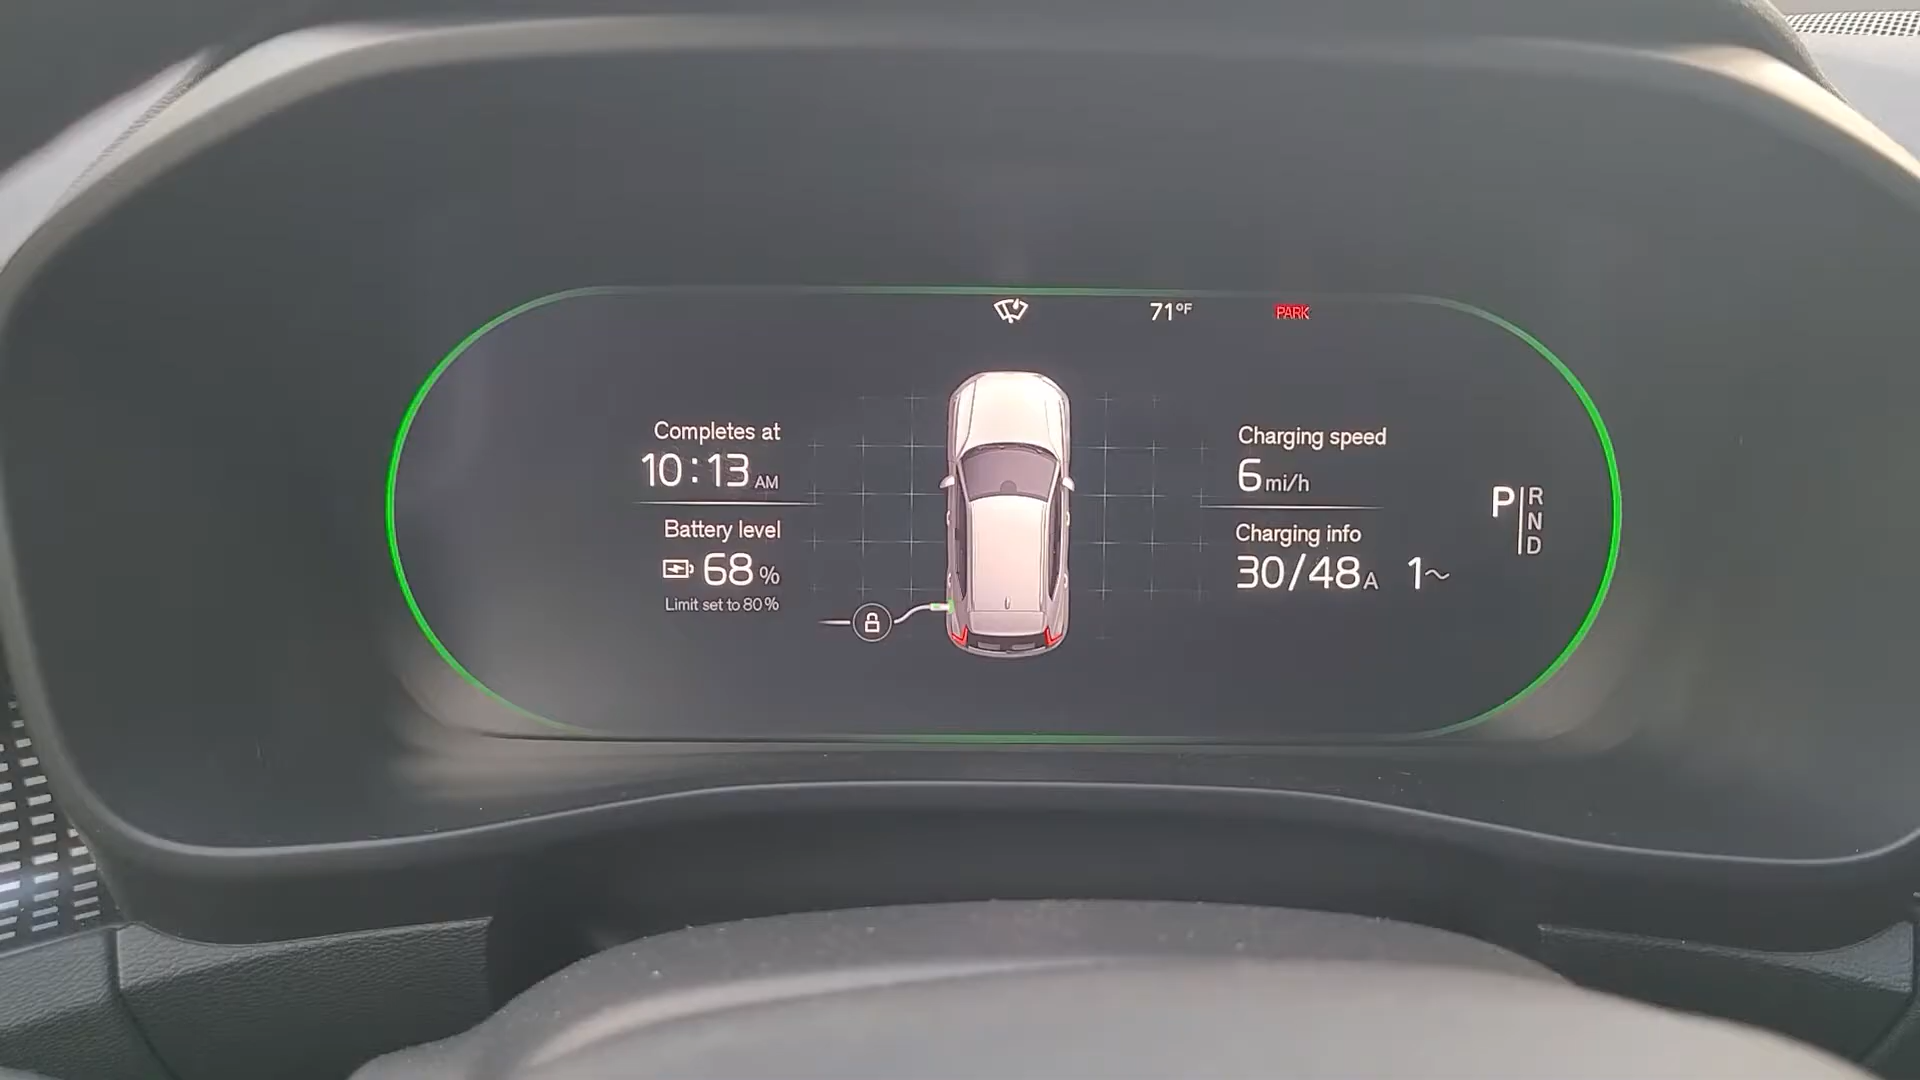 71°F PARK
Completes at
10:13 AM
Battery level
68 %
Limit set to 80%
Charging speed
6 mi/h
Charging info
30/48A 1~
P
R
N
D